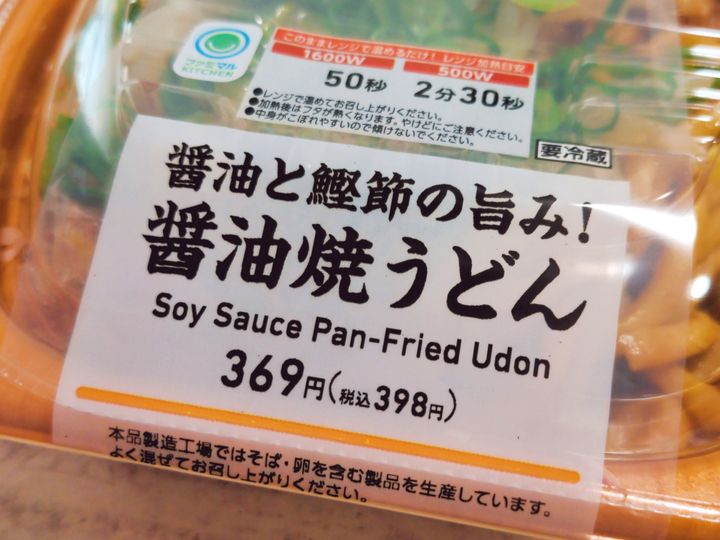 ファミマル
KITCHEN
このままレンジで温めるだけ! レンジ加熱目安
1600W 500W
50秒 2分30秒
●レンジで温めてお召し上がりください。
●加熱後はフタが熱くなります。やけどにご注意ください。
●中身がこぼれやすいので傾けないでください。
要冷蔵
醤油と鰹節の旨み!
醤油焼うどん
Soy Sauce Pan-Fried Udon
369円(税込398円)
本品製造工場ではそば・卵を含む製品を生産しています。
よく混ぜてお召し上がりください。